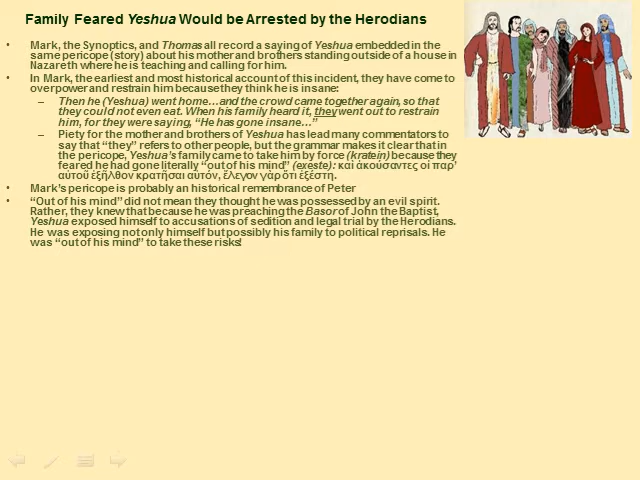 Family Feared Yeshua Would be Arrested by the Herodians
• Mark, the Synoptics, and Thomas all record a saying of Yeshua embedded in the
same pericope (story) about his mother and brothers standing outside of a house in
Nazareth where he is teaching and calling for him.
• In Mark, the earliest and most historical account of this incident, they have come to
overpower and restrain him because they think he is insane:
– Then he (Yeshua) went home…and the crowd came together again, so that
they could not even eat. When his family heard it, they went out to restrain
him, for they were saying, “He has gone insane…”
– Piety for the mother and brothers of Yeshua has lead many commentators to
say that “they” refers to other people, but the grammar makes it clear that in
the pericope, Yeshua’s family came to take him by force (kratein) because they
feared he had gone literally “out of his mind” (exeste): καὶ ἀκούσαντες οἱ παρ’
αὐτοῦ ἐξῆλθον κρατῆσαι αὐτόν, ἔλεγον γὰρ ὅτι ἐξέστη.
• Mark’s pericope is probably an historical remembrance of Peter
• “Out of his mind” did not mean they thought he was possessed by an evil spirit.
Rather, they knew that because he was preaching the Basor of John the Baptist,
Yeshua exposed himself to accusations of sedition and legal trial by the Herodians.
He was exposing not only himself but possibly his family to political reprisals. He
was “out of his mind” to take these risks!